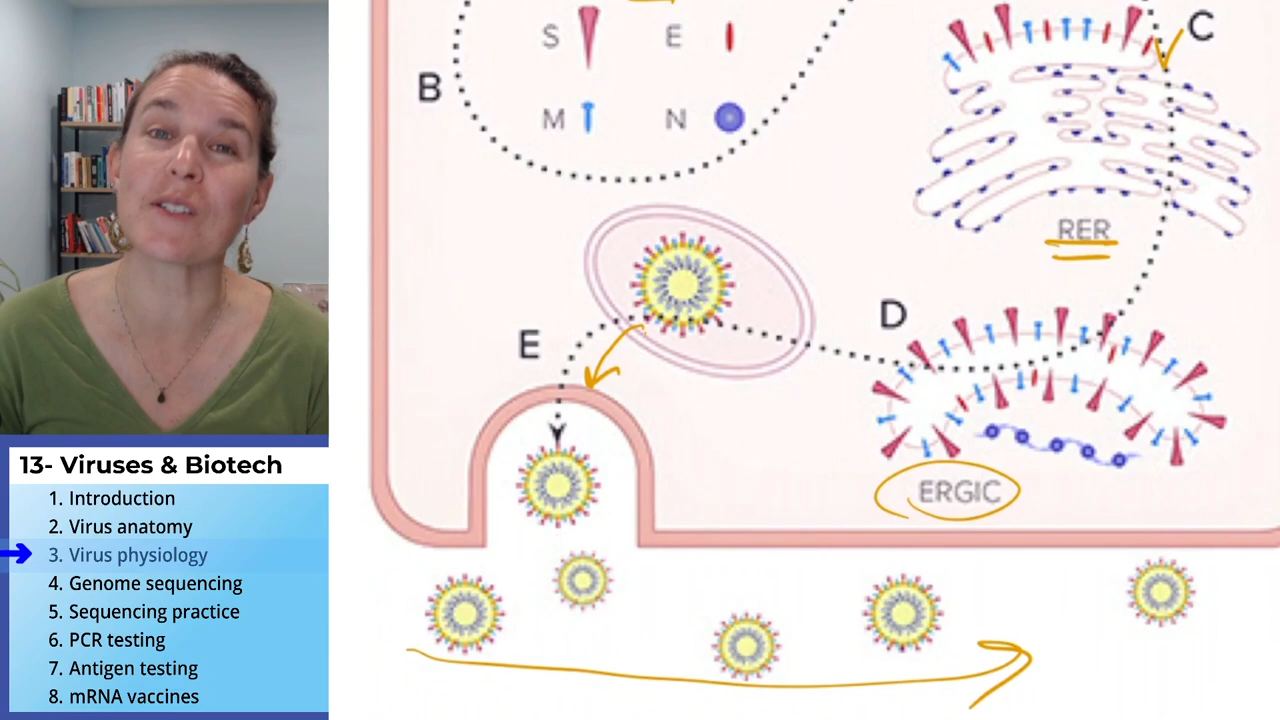 S
E
C
B
M
N
RER
E
D
ERGIC
13- Viruses & Biotech
1. Introduction
2. Virus anatomy
3. Virus physiology
4. Genome sequencing
5. Sequencing practice
6. PCR testing
7. Antigen testing
8. mRNA vaccines